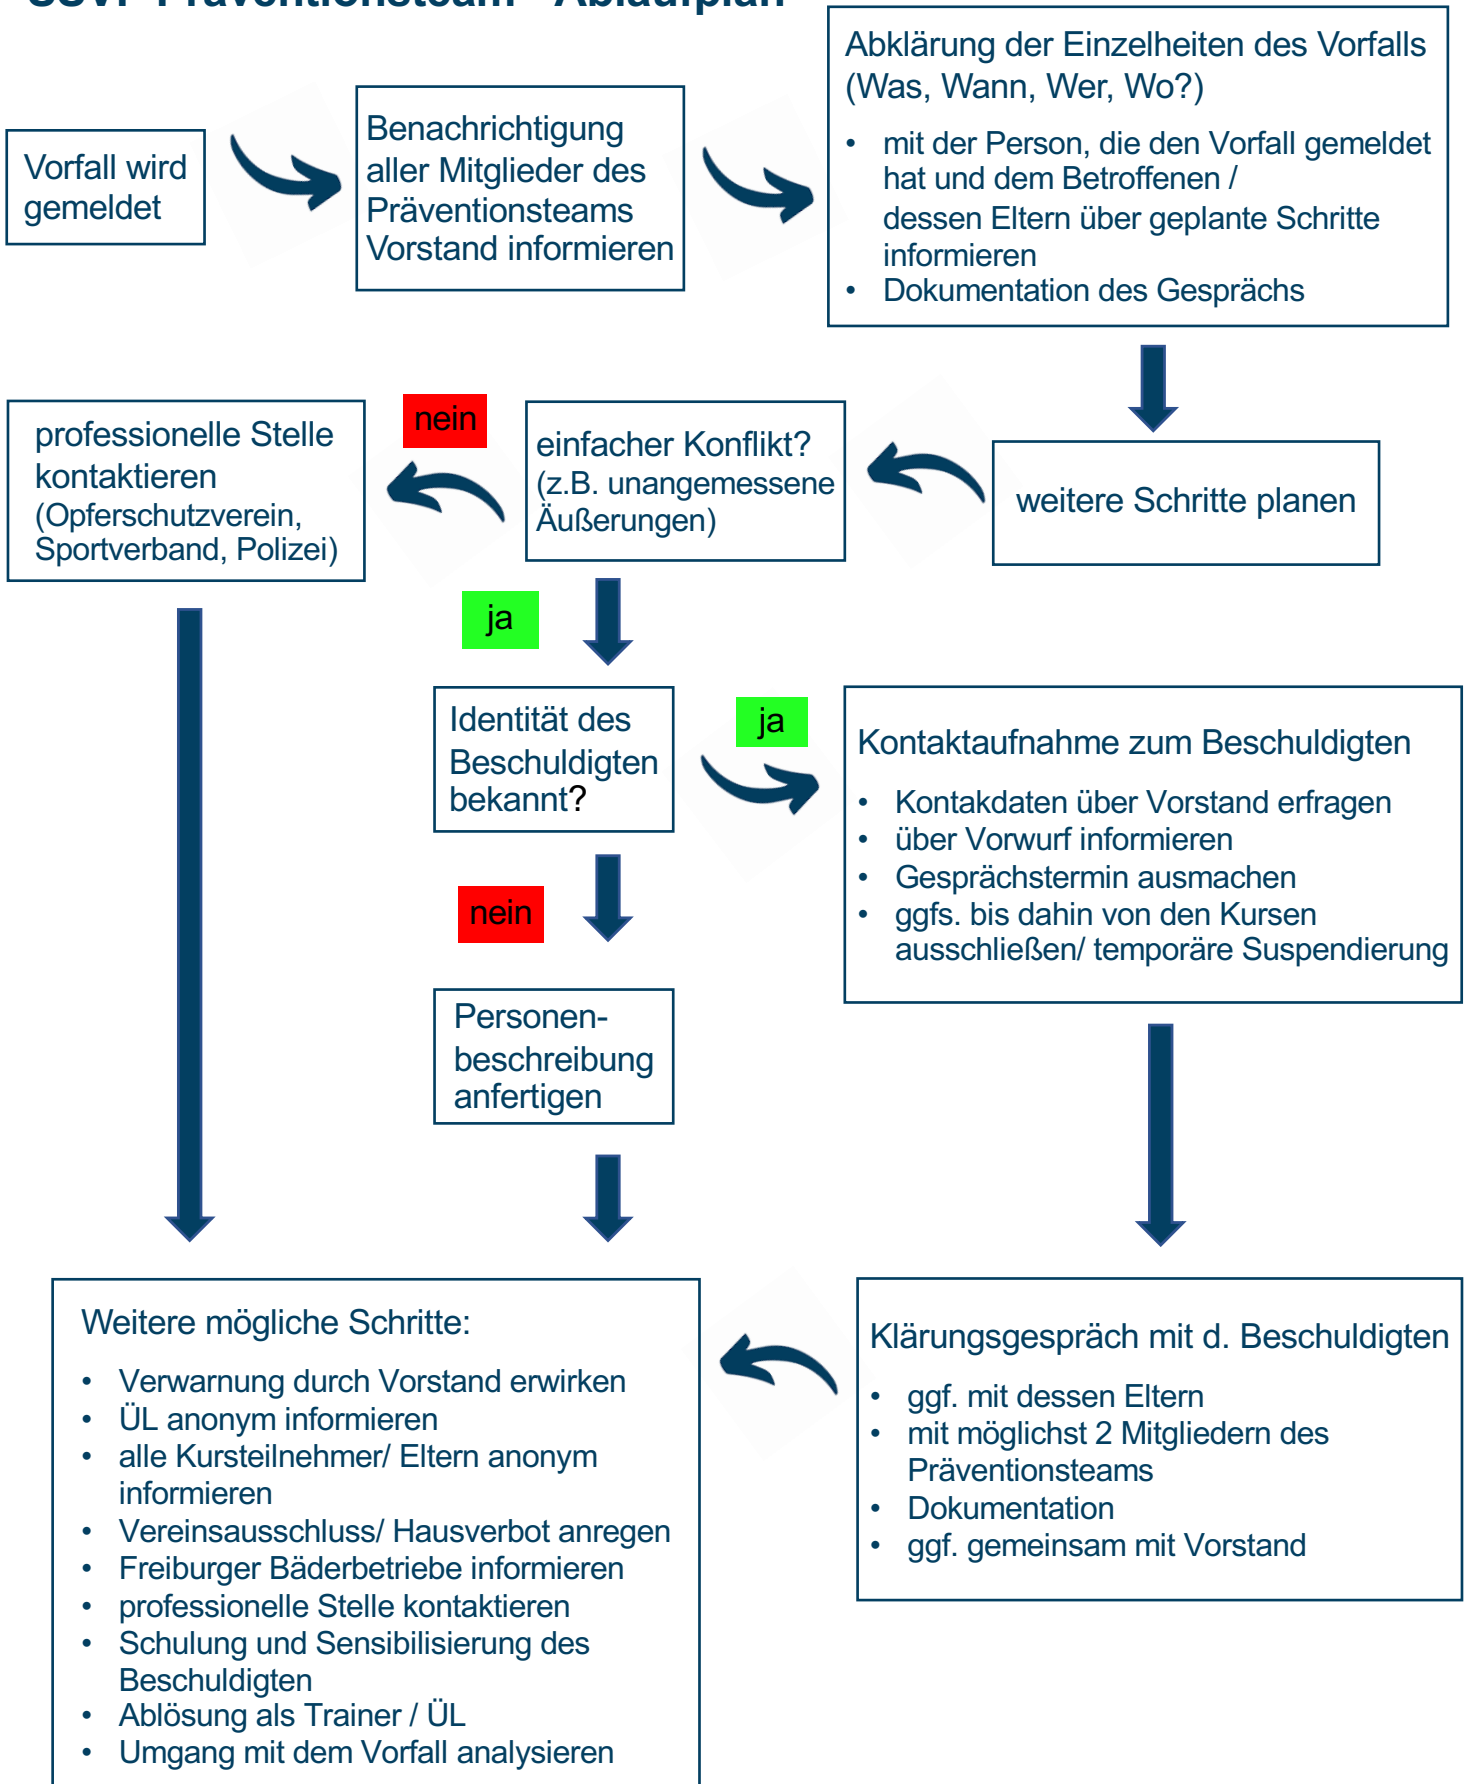 Vorfall wird
gemeldet
Benachrichtigung
aller Mitglieder des
Präventionsteams
Vorstand informieren
Abklärung der Einzelheiten des Vorfalls
(Was, Wann, Wer, Wo?)
• mit der Person, die den Vorfall gemeldet
hat und dem Betroffenen /
dessen Eltern über geplante Schritte
informieren
• Dokumentation des Gesprächs
weitere Schritte planen
einfacher Konflikt?
(z.B. unangemessene
Äußerungen)
nein
professionelle Stelle
kontaktieren
(Opferschutzverein,
Sportverband, Polizei)
ja
Identität des
Beschuldigten
bekannt?
ja
Kontaktaufnahme zum Beschuldigten
• Kontakdaten über Vorstand erfragen
• über Vorwurf informieren
• Gesprächstermin ausmachen
• ggfs. bis dahin von den Kursen
ausschließen/ temporäre Suspendierung
nein
Personen-
beschreibung
anfertigen
Klärungsgespräch mit d. Beschuldigten
• ggf. mit dessen Eltern
• mit möglichst 2 Mitgliedern des
Präventionsteams
• Dokumentation
• ggf. gemeinsam mit Vorstand
Weitere mögliche Schritte:
• Verwarnung durch Vorstand erwirken
• ÜL anonym informieren
• alle Kursteilnehmer/ Eltern anonym
informieren
• Vereinsausschluss/ Hausverbot anregen
• Freiburger Bäderbetriebe informieren
• professionelle Stelle kontaktieren
• Schulung und Sensibilisierung des
Beschuldigten
• Ablösung als Trainer / ÜL
• Umgang mit dem Vorfall analysieren